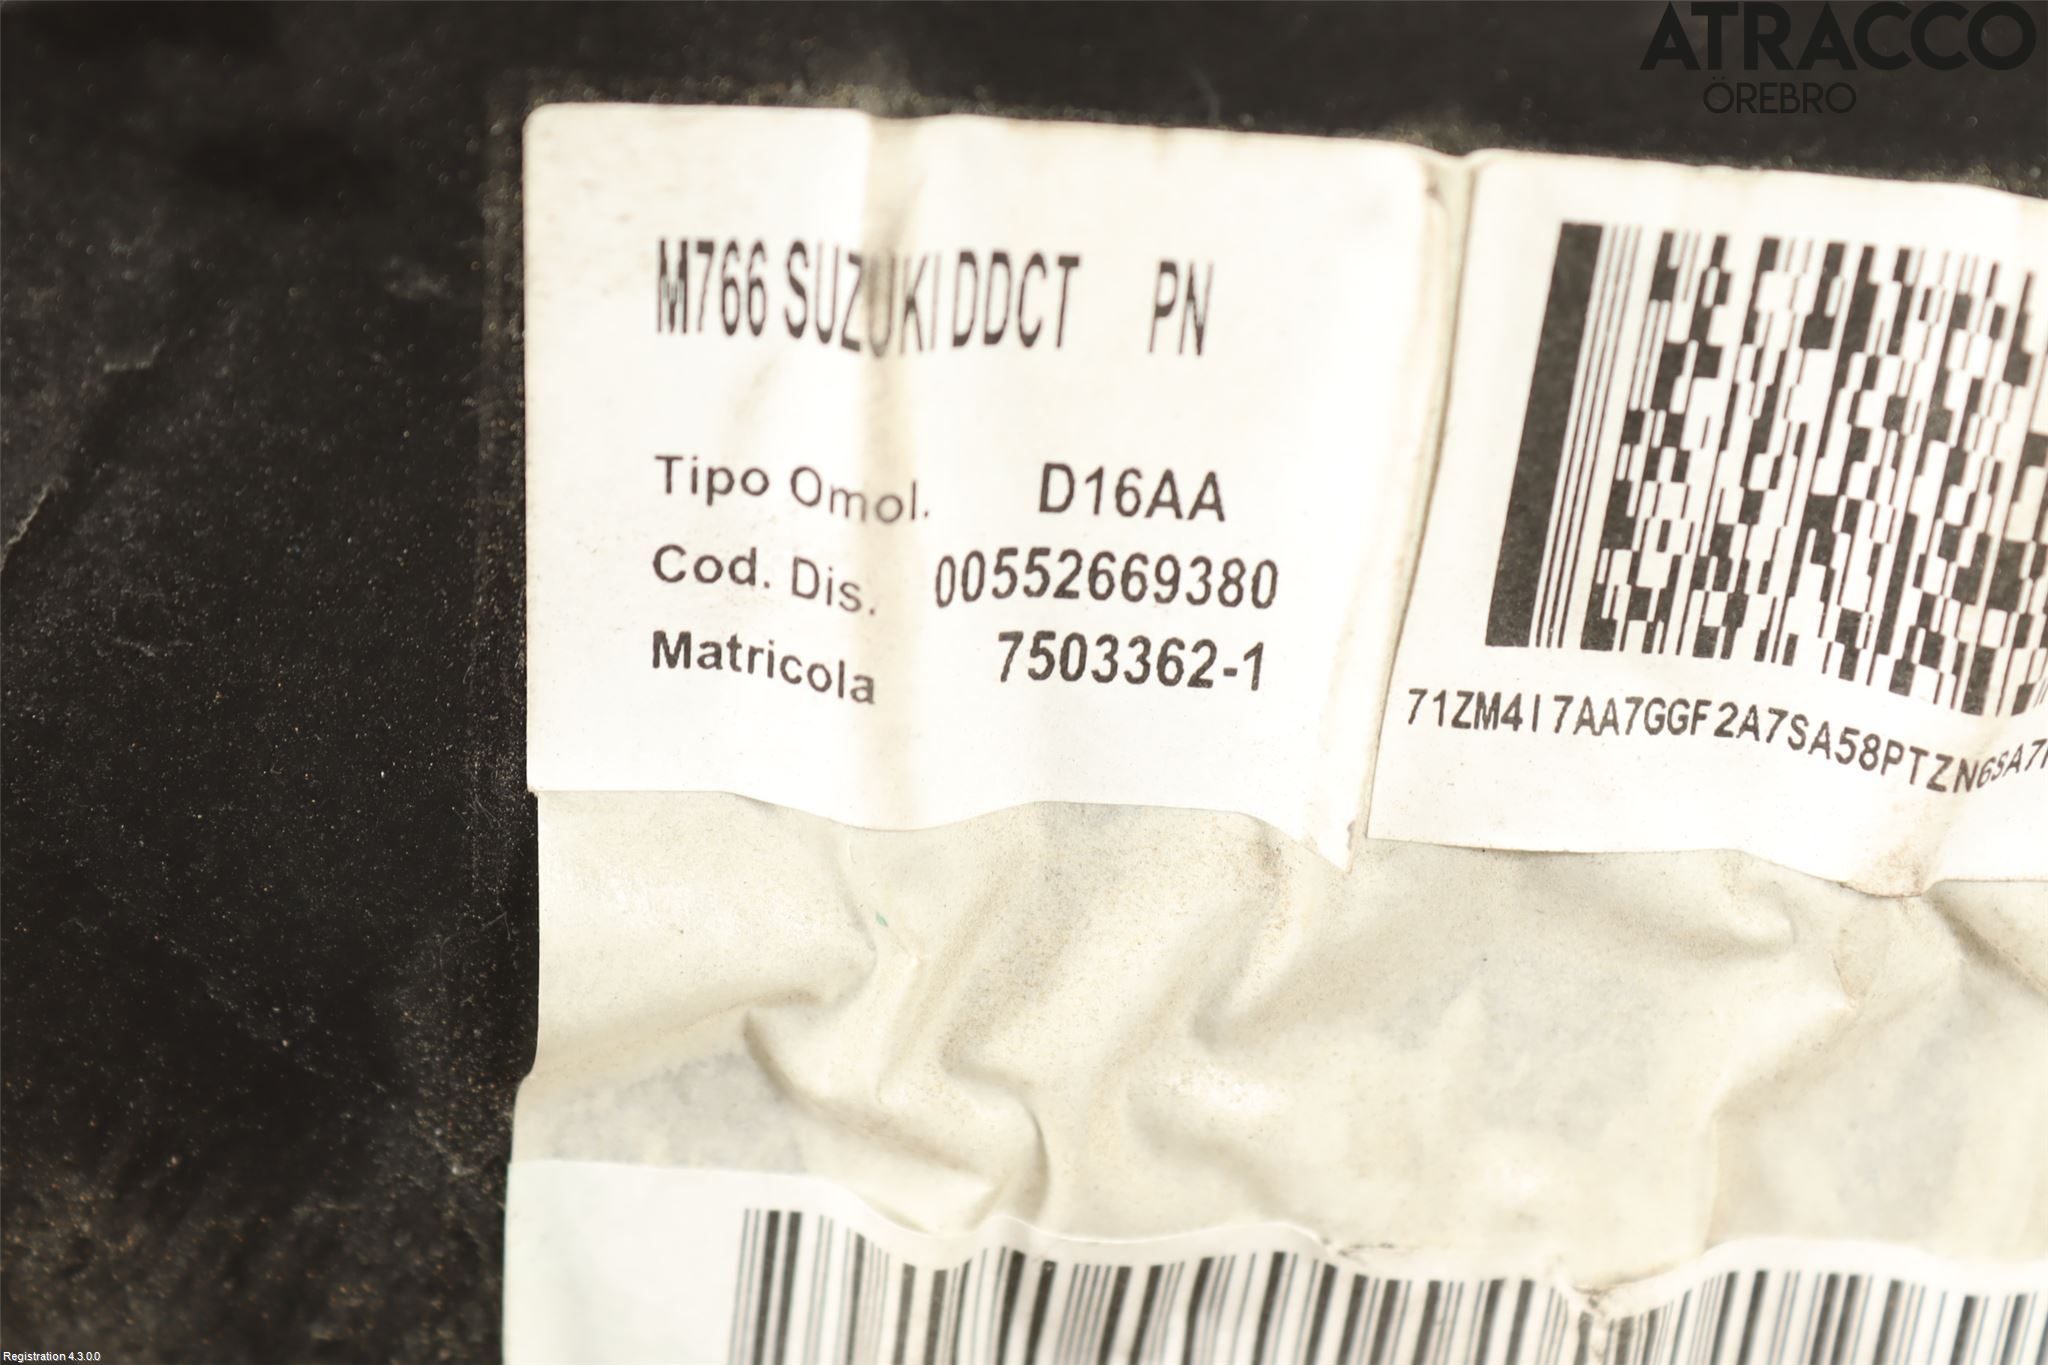 ATRACCO
ÖREBRO
M766 SUZUKI DDCT PN
Tipo Omol. D16AA
Cod. Dis. 00552669380
Matricola 7503362-1
71ZM4I7AA7GGF2A7SA58PTZN6SA7
Registration 4.3.0.0